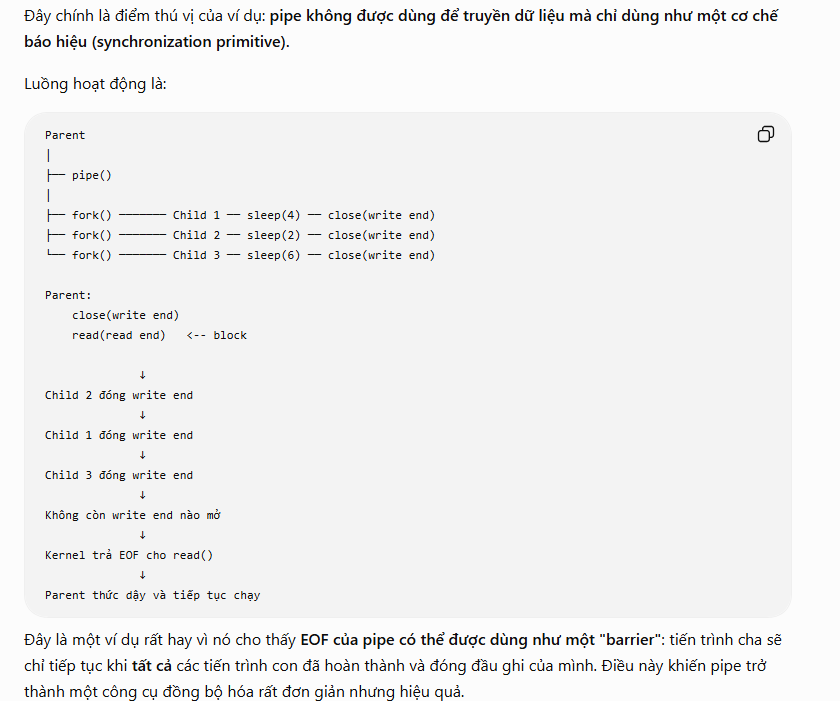 Đây chính là điểm thú vị của ví dụ: pipe không được dùng để truyền dữ liệu mà chỉ dùng như một cơ chế
báo hiệu (synchronization primitive).
Luồng hoạt động là:
Parent
│
├── pipe()
│
├── fork() ─────── Child 1 ── sleep(4) ── close(write end)
├── fork() ─────── Child 2 ── sleep(2) ── close(write end)
└── fork() ─────── Child 3 ── sleep(6) ── close(write end)
Parent:
close(write end)
read(read end)   <-- block
↓
Child 2 đóng write end
↓
Child 1 đóng write end
↓
Child 3 đóng write end
↓
Không còn write end nào mở
↓
Kernel trả EOF cho read()
↓
Parent thức dậy và tiếp tục chạy
Đây là một ví dụ rất hay vì nó cho thấy EOF của pipe có thể được dùng như một "barrier": tiến trình cha sẽ
chỉ tiếp tục khi tất cả các tiến trình con đã hoàn thành và đóng đầu ghi của mình. Điều này khiến pipe trở
thành một công cụ đồng bộ hóa rất đơn giản nhưng hiệu quả.